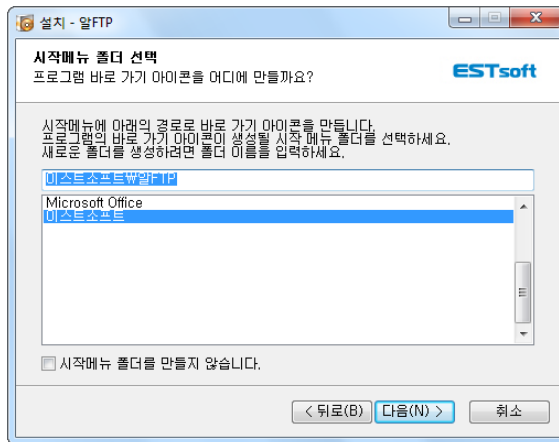 설치 - 알FTP
시작메뉴 폴더 선택
프로그램 바로 가기 아이콘을 어디에 만들까요?
ESTsoft
시작메뉴에 아래의 경로로 바로 가기 아이콘을 만듭니다.
프로그램의 바로 가기 아이콘이 생성될 시작 메뉴 폴더를 선택하세요.
새로운 폴더를 생성하려면 폴더 이름을 입력하세요.
이스트소프트₩알FTP
Microsoft Office
이스트소프트
시작메뉴 폴더를 만들지 않습니다.
< 뒤로(B) 다음(N) > 취소